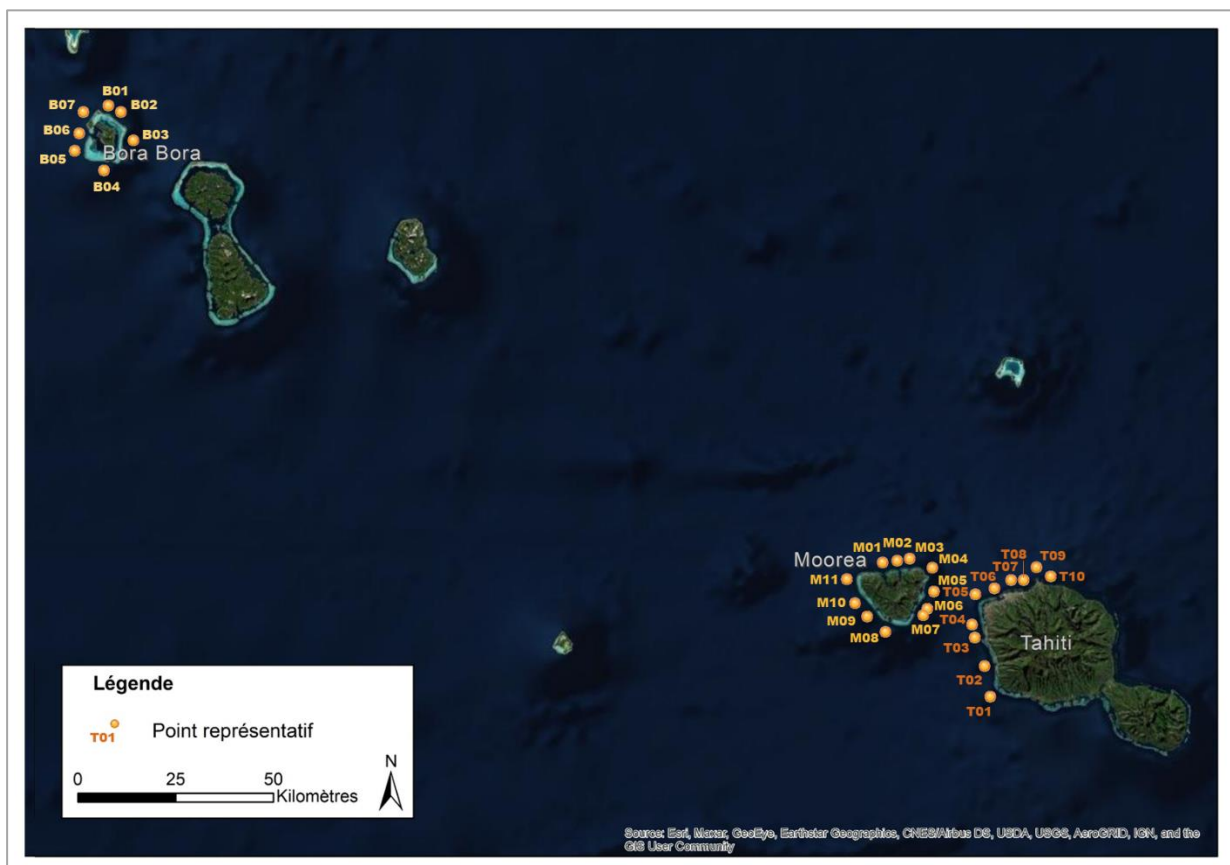 B01
B07
B02
B06
B03
Bora Bora
B05
B04
M01
M02
M03
Moorea
M04
T08
T09
T07
M11
M05
T06
T10
T05
M10
M06
M09
M07
T04
M08
T03
Tahiti
T02
T01
Légende
T01
Point représentatif
0
25
50
Kilomètres
N
Source: Esri, Maxar, GeoEye, Earthstar Geographics, CNES/Airbus DS, USDA, USGS, AeroGRID, IGN, and the
GIS User Community